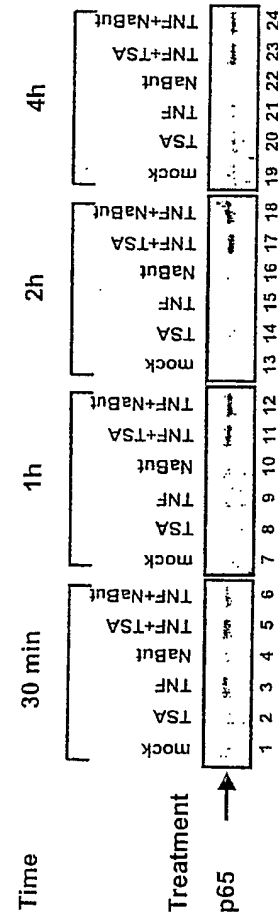 Time 30 min 1h 2h 4h
Treatment mock TSA TNF NaBut TNF+TSA TNF+NaBut mock TSA TNF NaBut TNF+TSA TNF+NaBut mock TSA TNF NaBut TNF+TSA TNF+NaBut mock TSA TNF NaBut TNF+TSA TNF+NaBut
p65
1 2 3 4 5 6 7 8 9 10 11 12 13 14 15 16 17 18 19 20 21 22 23 24